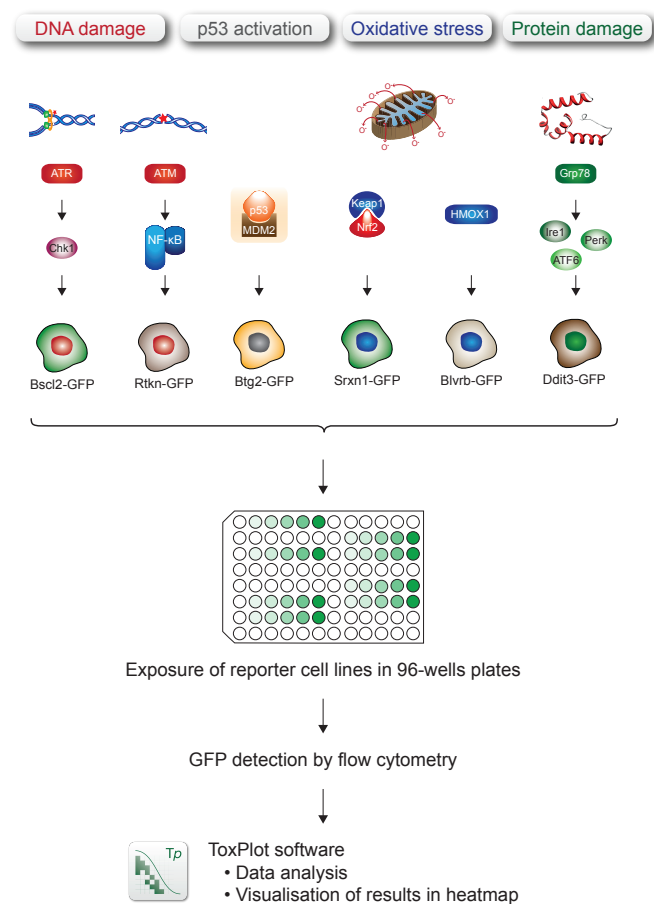 DNA damage
p53 activation
Oxidative stress
Protein damage
O⁻ O⁻ O⁻ O⁻ O⁻ O⁻ O⁻ O⁻ O⁻
ATR
ATM
Grp78
Chk1
NF-κB
p53
MDM2
Keap1
Nrf2
HMOX1
Ire1
Perk
ATF6
Bscl2-GFP
Rtkn-GFP
Btg2-GFP
Srxn1-GFP
Blvrb-GFP
Ddit3-GFP
Exposure of reporter cell lines in 96-wells plates
GFP detection by flow cytometry
Tp
ToxPlot software
• Data analysis
• Visualisation of results in heatmap